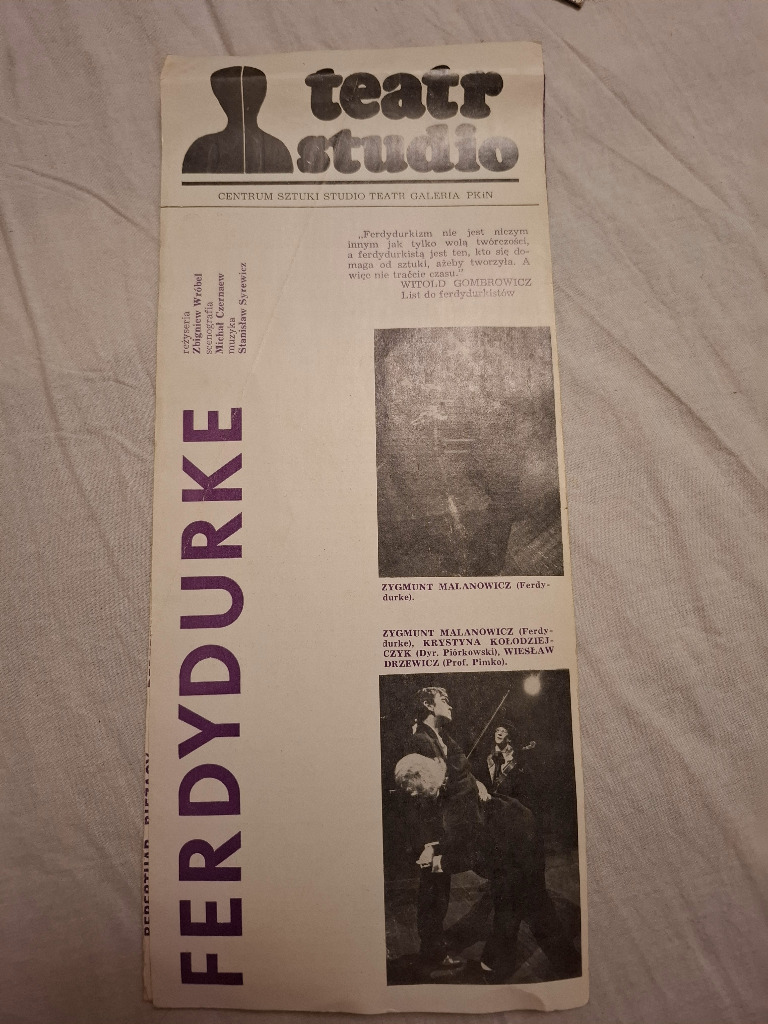 teatr
studio
CENTRUM SZTUKI STUDIO TEATR GALERIA PKiN
„Ferdydurkizm nie jest niczym
innym jak tylko wolą twórczości,
a ferdydurkistą jest ten, kto się do-
maga od sztuki, ażeby tworzyła. A
więc nie traćcie czasu.”
WITOLD GOMBROWICZ
List do ferdydurkistów
reżyseria
Zbigniew Wróbel
scenografia
Michał Czernaew
muzyka
Stanisław Syrewicz
FERDYDURKE
ZYGMUNT MALANOWICZ (Ferdy-
durke).
ZYGMUNT MALANOWICZ (Ferdy-
durke), KRYSTYNA KOŁODZIEJ-
CZYK (Dyr. Piórkowski), WIESŁAW
DRZEWICZ (Prof. Pimko).